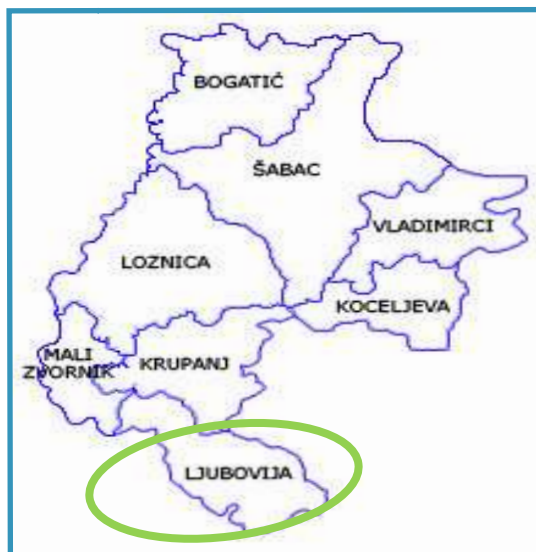 BOGATIĆ
ŠABAC
VLADIMIRCI
LOZNICA
KOCELJEVA
MALI
ZVORNIK
KRUPANJ
LJUBOVIJA